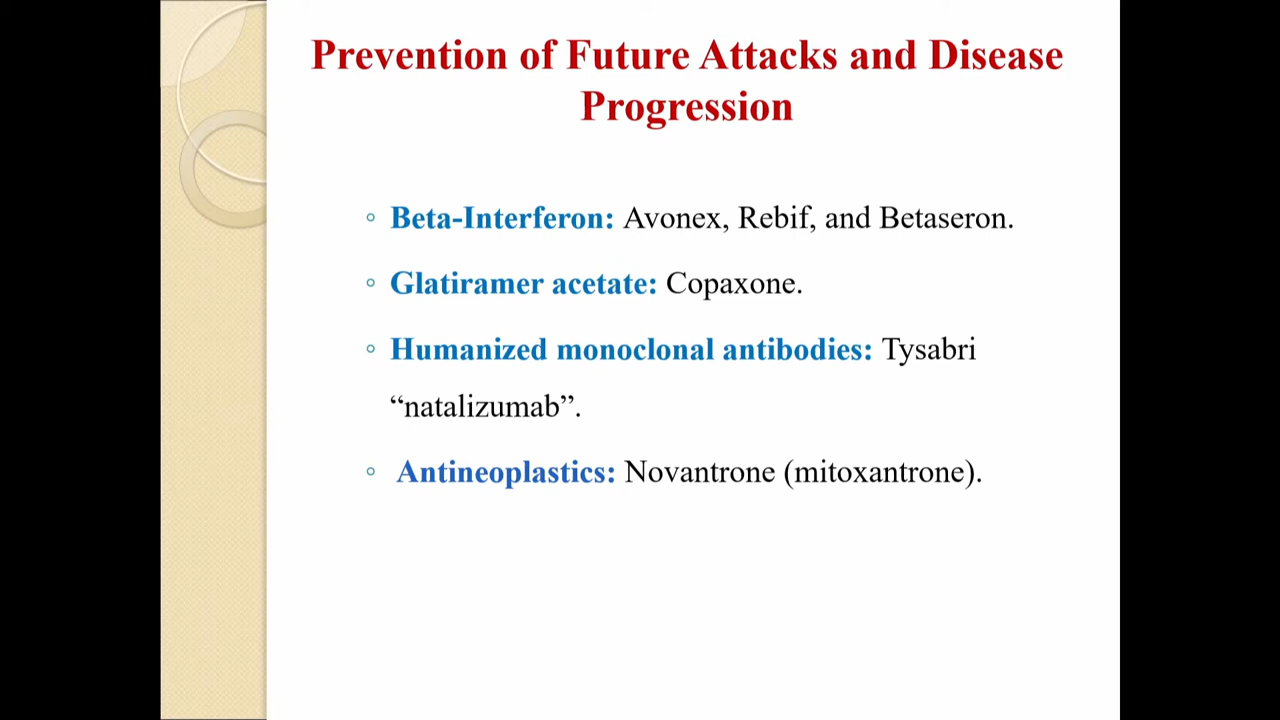 Prevention of Future Attacks and Disease
Progression
◦ Beta-Interferon: Avonex, Rebif, and Betaseron.
◦ Glatiramer acetate: Copaxone.
◦ Humanized monoclonal antibodies: Tysabri
“natalizumab”.
◦ Antineoplastics: Novantrone (mitoxantrone).